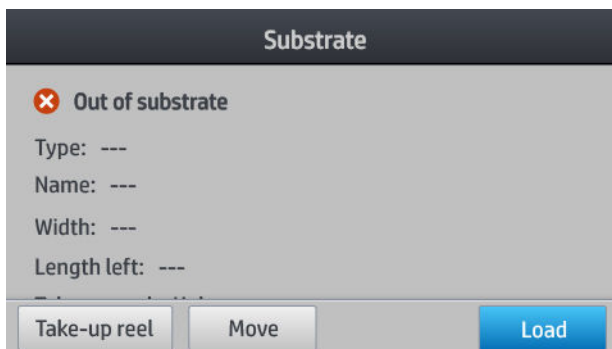 Substrate
Out of substrate
Type: ---
Name: ---
Width: ---
Length left: ---
Take-up reel
Move
Load